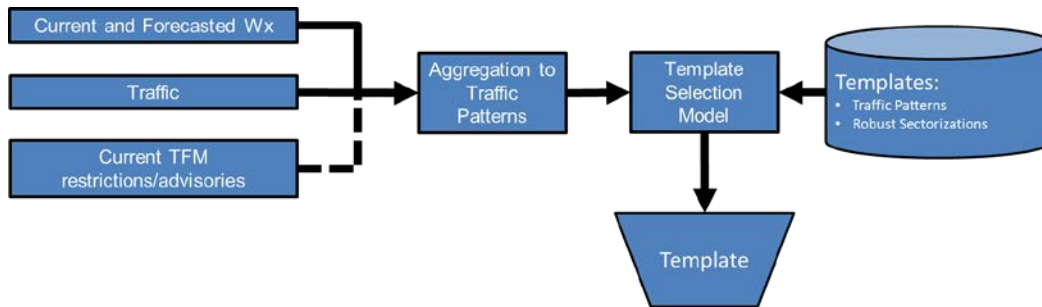 Current and Forecasted Wx
Traffic
Current TFM
restrictions/advisories
Aggregation to
Traffic
Patterns
Template
Selection
Model
Templates:
• Traffic Patterns
• Robust Sectorizations
Template